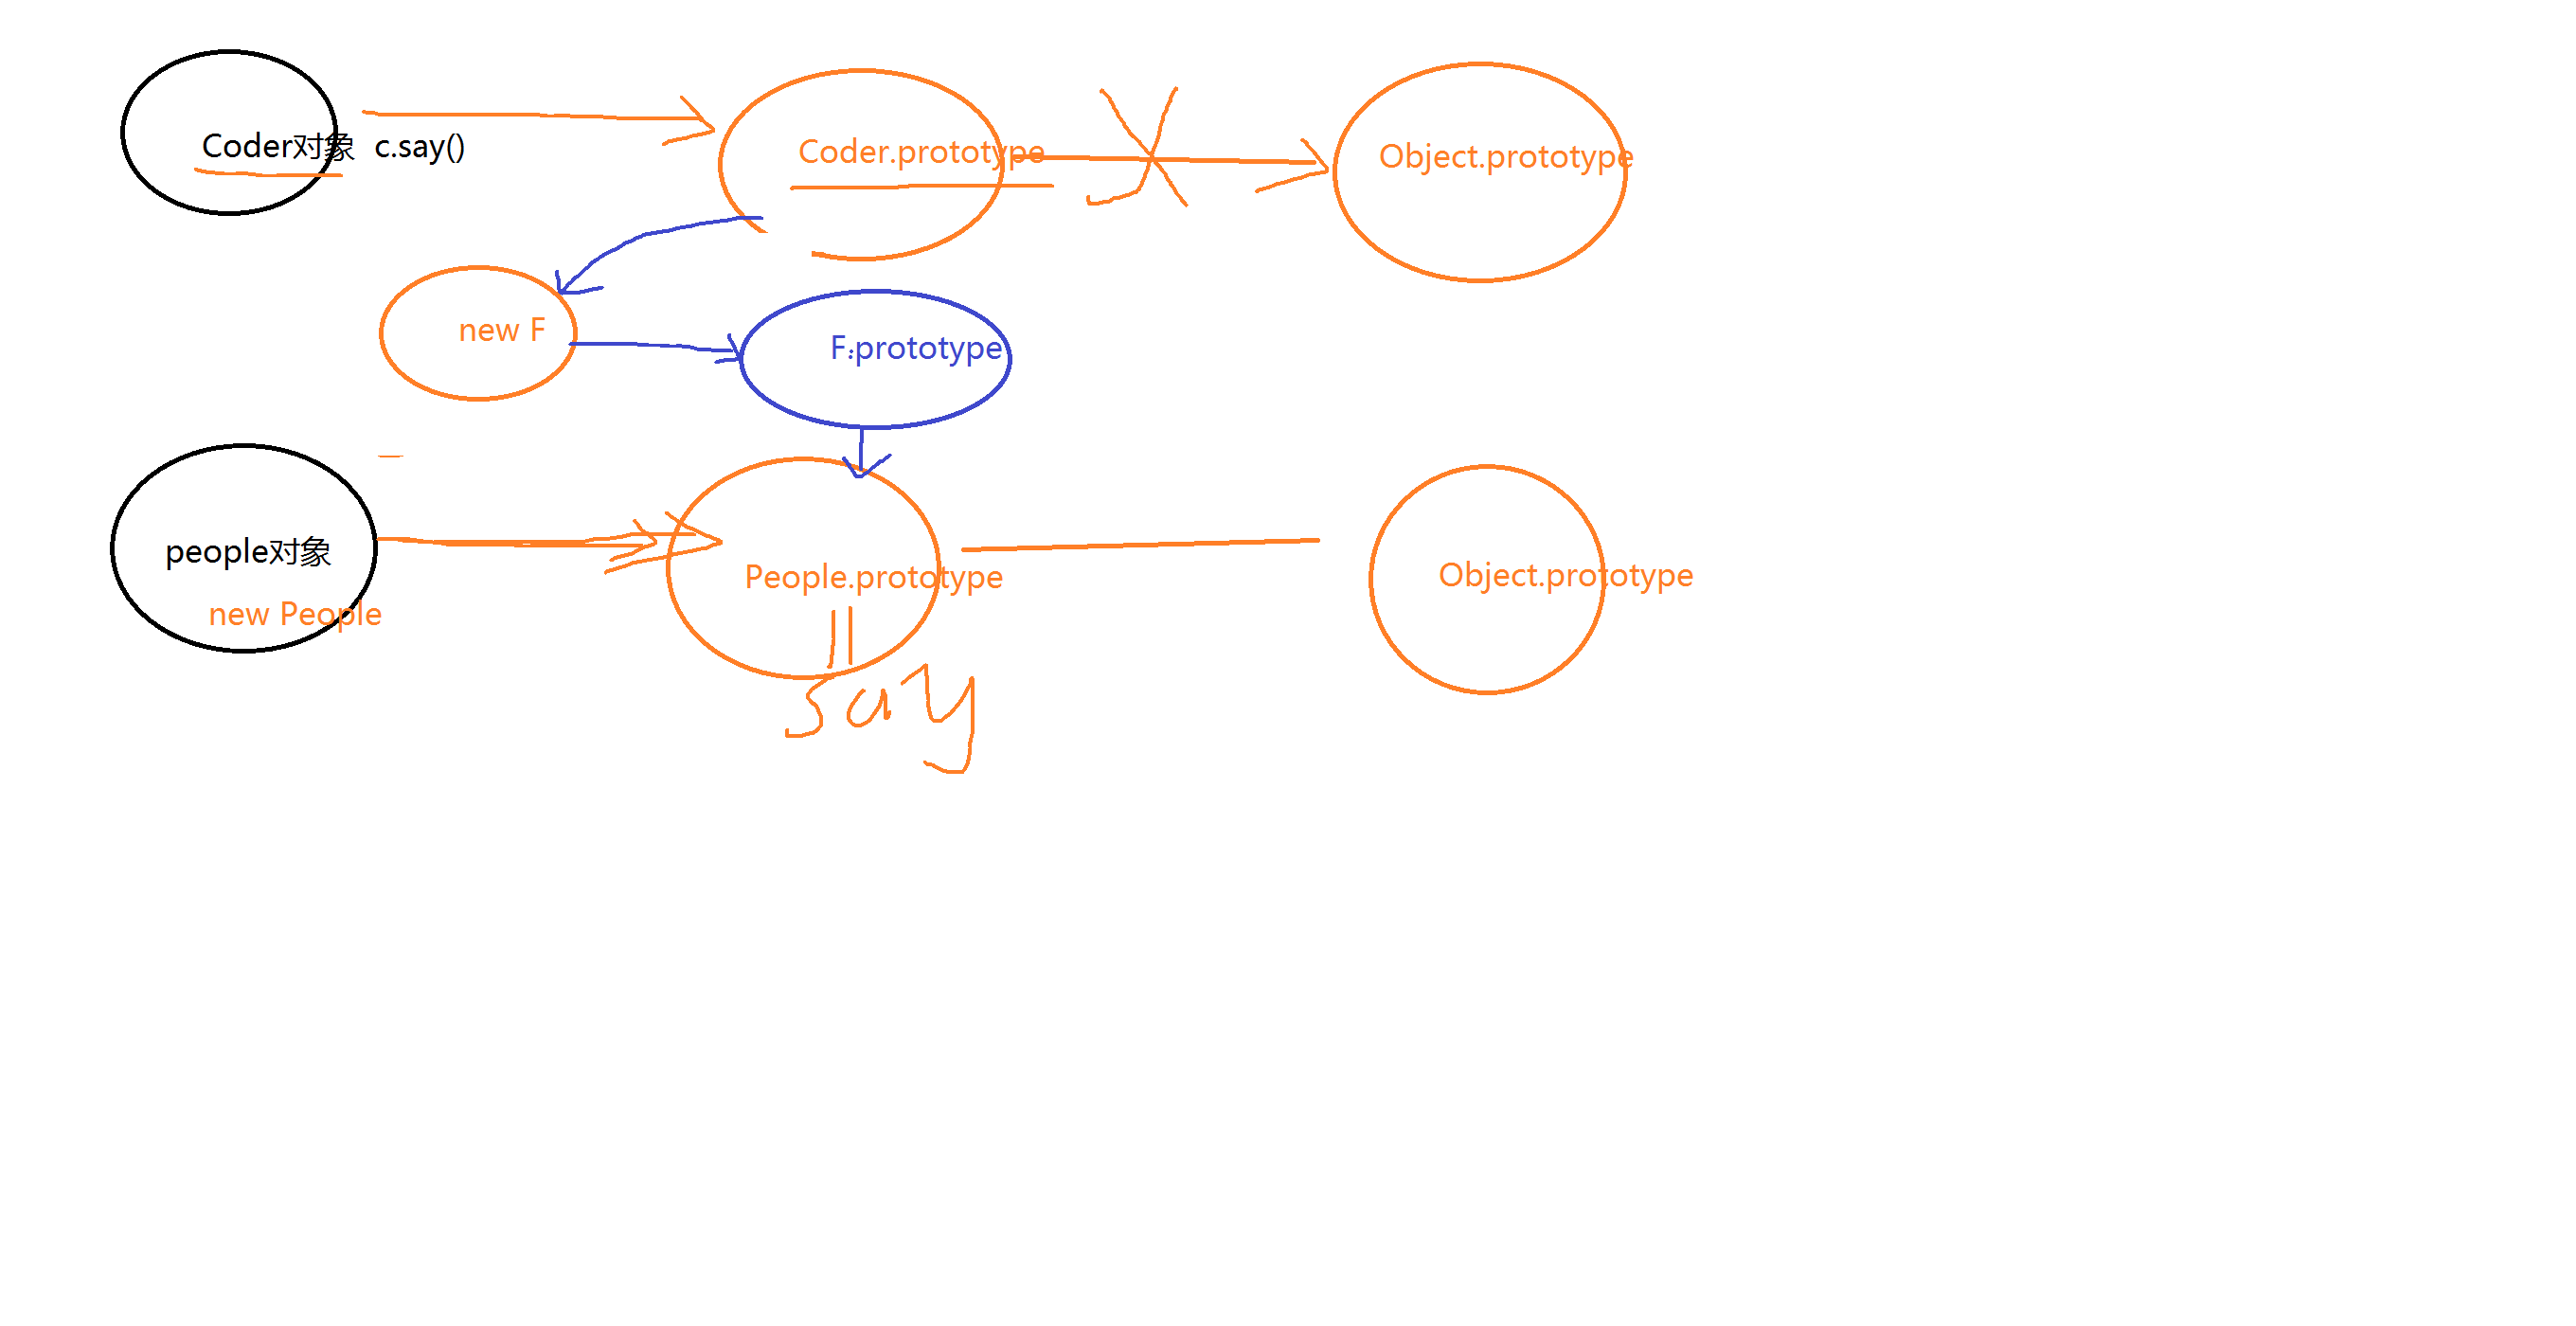 Coder对象  c.say()
Coder.prototype
Object.prototype
new F
F:prototype
people对象
new People
People.prototype
say
Object.prototype